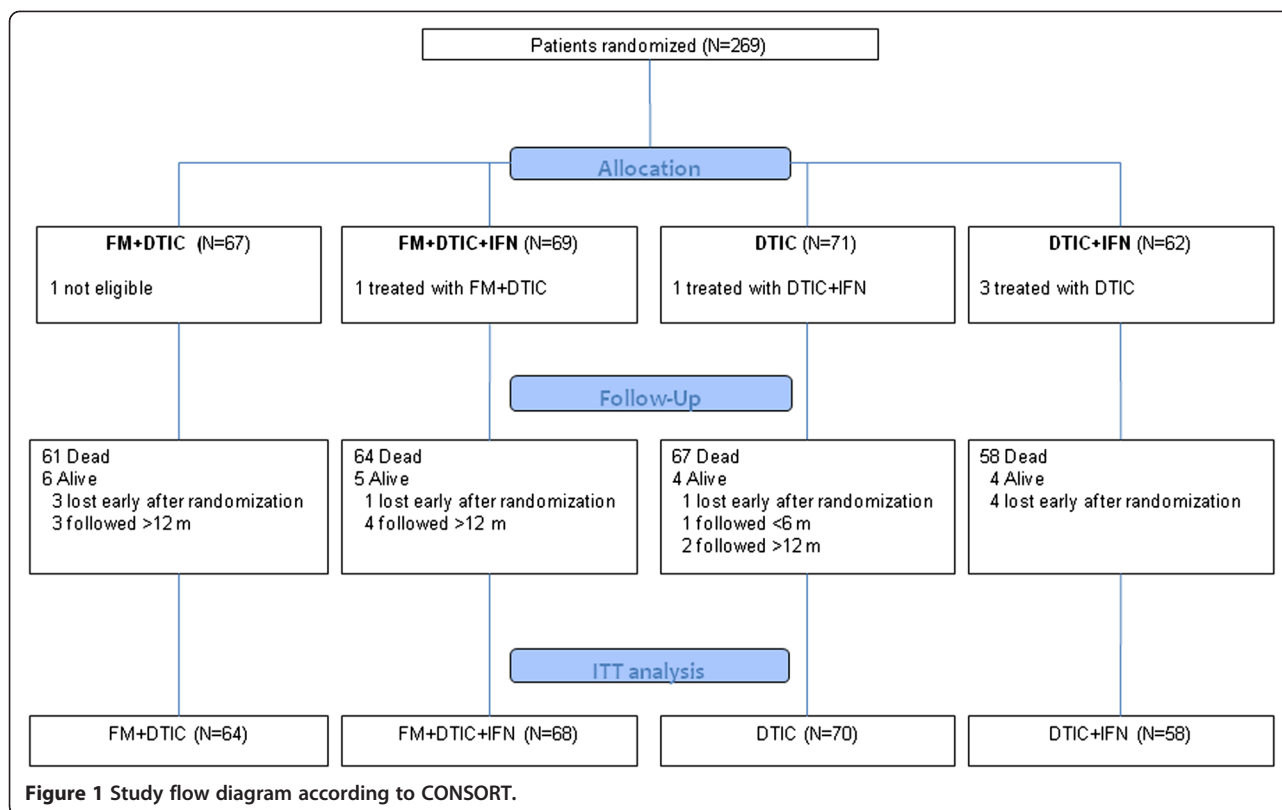 Patients randomized (N=269)
Allocation
FM+DTIC (N=67)
1 not eligible
FM+DTIC+IFN (N=69)
1 treated with FM+DTIC
DTIC (N=71)
1 treated with DTIC+IFN
DTIC+IFN (N=62)
3 treated with DTIC
Follow-Up
61 Dead
6 Alive
3 lost early after randomization
3 followed >12 m
64 Dead
5 Alive
1 lost early after randomization
4 followed >12 m
67 Dead
4 Alive
1 lost early after randomization
1 followed <6 m
2 followed >12 m
58 Dead
4 Alive
4 lost early after randomization
ITT analysis
FM+DTIC (N=64)
FM+DTIC+IFN (N=68)
DTIC (N=70)
DTIC+IFN (N=58)
Figure 1 Study flow diagram according to CONSORT.